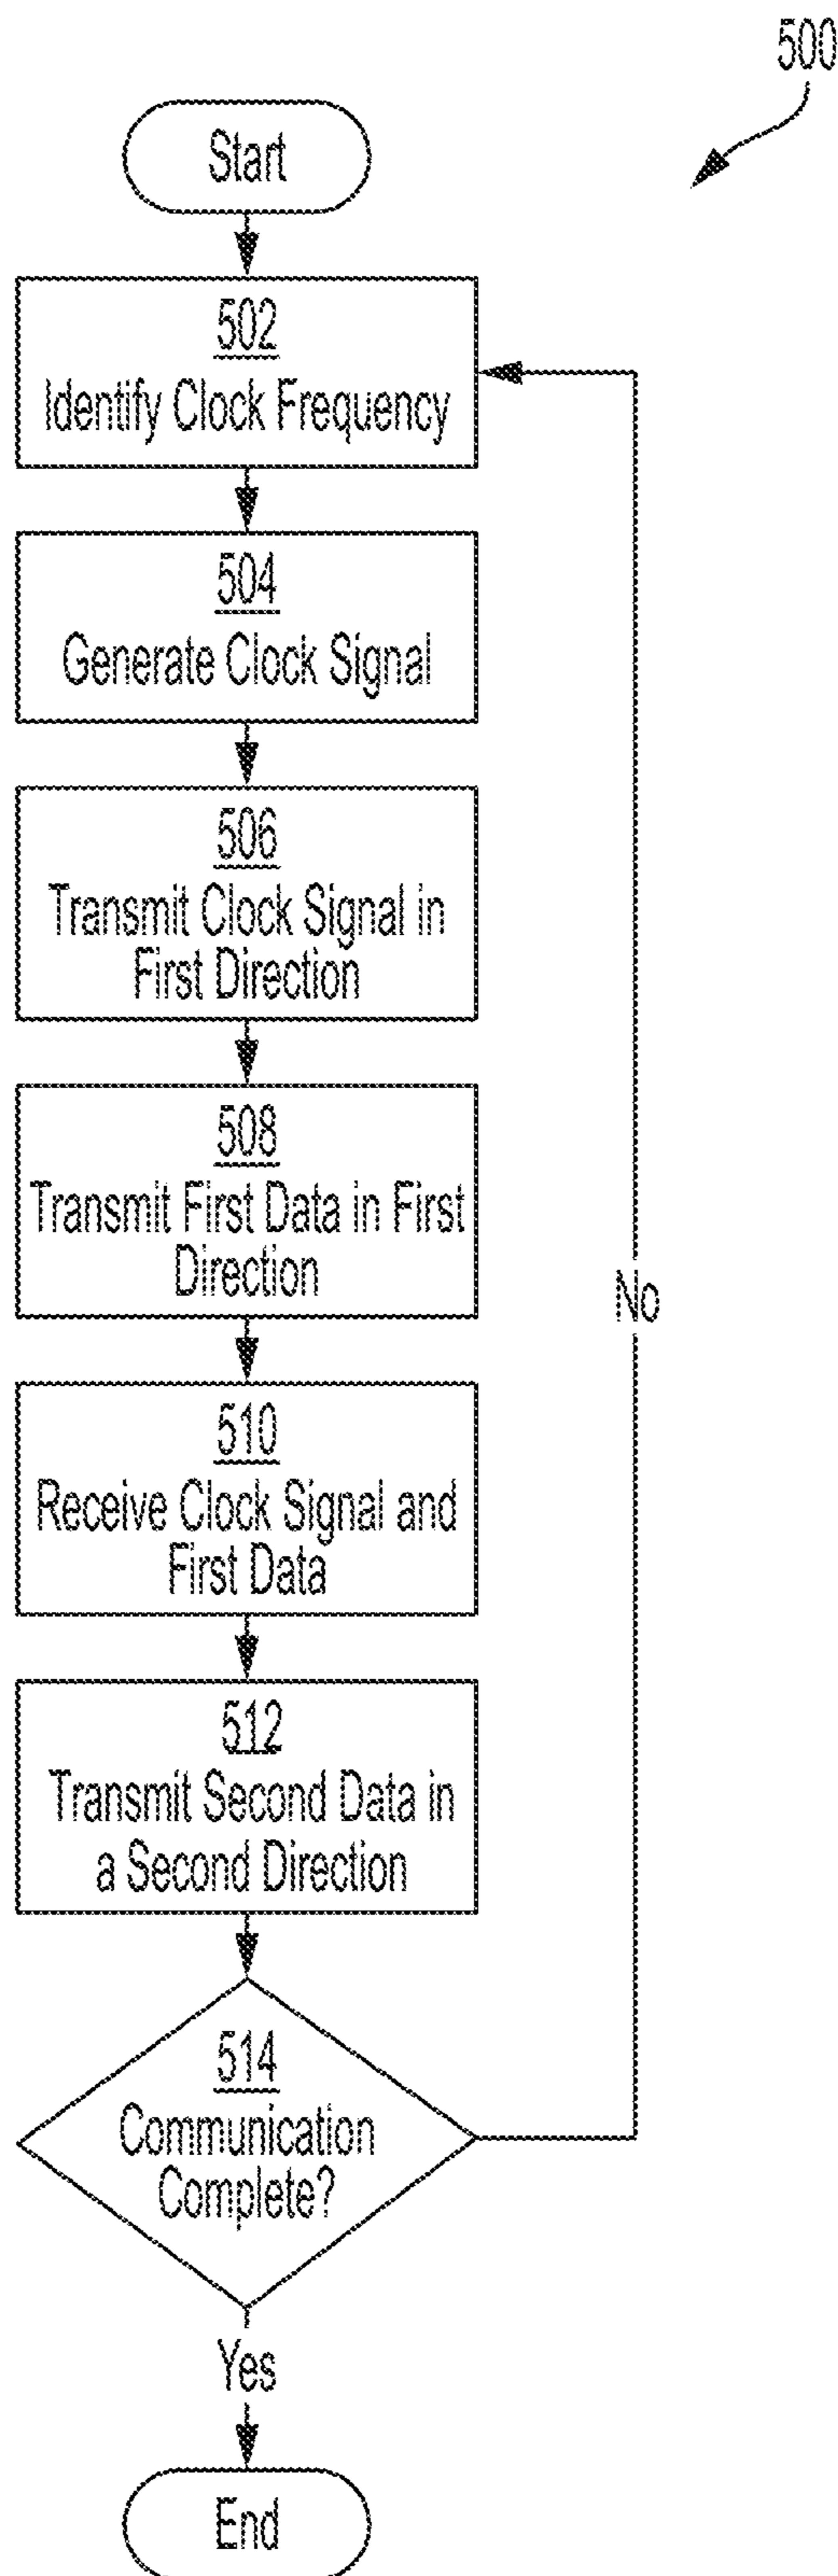 500
Start
502
Identify Clock Frequency
504
Generate Clock Signal
506
Transmit Clock Signal in
First Direction
508
Transmit First Data in First
Direction
No
510
Receive Clock Signal and
First Data
512
Transmit Second Data in
a Second Direction
514
Communication
Complete?
Yes
End